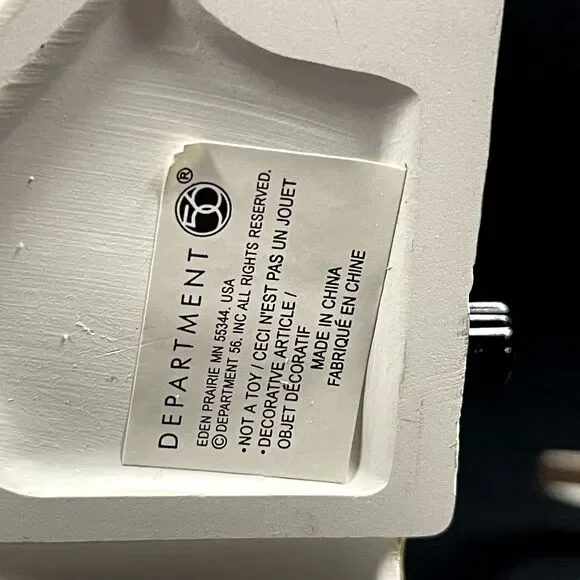 DEPARTMENT 56®
EDEN PRAIRIE MN 55344, USA
©DEPARTMENT 56, INC ALL RIGHTS RESERVED.
•NOT A TOY / CECI N'EST PAS UN JOUET
•DECORATIVE ARTICLE /
OBJET DÉCORATIF
MADE IN CHINA
FABRIQUÉ EN CHINE